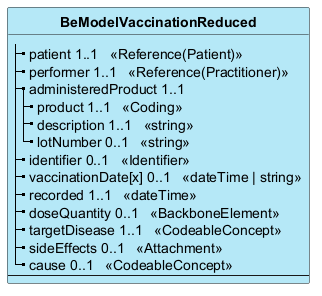 BeModelVaccinationReduced
patient 1..1 «Reference(Patient)»
performer 1..1 «Reference(Practitioner)»
administeredProduct 1..1
product 1..1 «Coding»
description 1..1 «string»
lotNumber 0..1 «string»
identifier 0..1 «Identifier»
vaccinationDate[x] 0..1 «dateTime | string»
recorded 1..1 «dateTime»
doseQuantity 0..1 «BackboneElement»
targetDisease 1..1 «CodeableConcept»
sideEffects 0..1 «Attachment»
cause 0..1 «CodeableConcept»